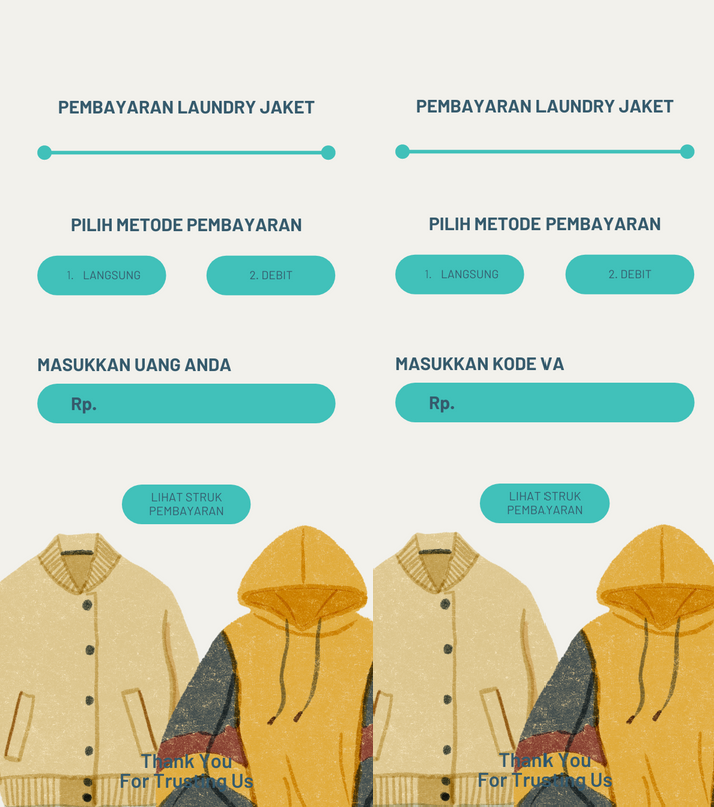 PEMBAYARAN LAUNDRY JAKET
PILIH METODE PEMBAYARAN
1. LANGSUNG
2. DEBIT
MASUKKAN UANG ANDA
Rp.
LIHAT STRUK
PEMBAYARAN
Thank You
For Trusting Us
PEMBAYARAN LAUNDRY JAKET
PILIH METODE PEMBAYARAN
1. LANGSUNG
2. DEBIT
MASUKKAN KODE VA
Rp.
LIHAT STRUK
PEMBAYARAN
Thank You
For Trusting Us